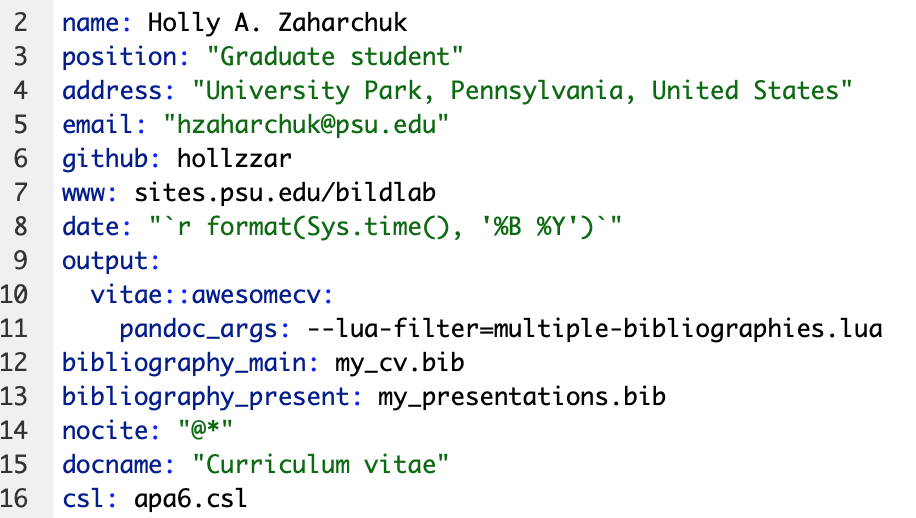 2 name: Holly A. Zaharchuk
3 position: "Graduate student"
4 address: "University Park, Pennsylvania, United States"
5 email: "hzaharchuk@psu.edu"
6 github: hollzzar
7 www: sites.psu.edu/bildlab
8 date: "`r format(Sys.time(), '%B %Y')`"
9 output:
10   vitae::awesomecv:
11     pandoc_args: --lua-filter=multiple-bibliographies.lua
12 bibliography_main: my_cv.bib
13 bibliography_present: my_presentations.bib
14 nocite: "@*"
15 docname: "Curriculum vitae"
16 csl: apa6.csl